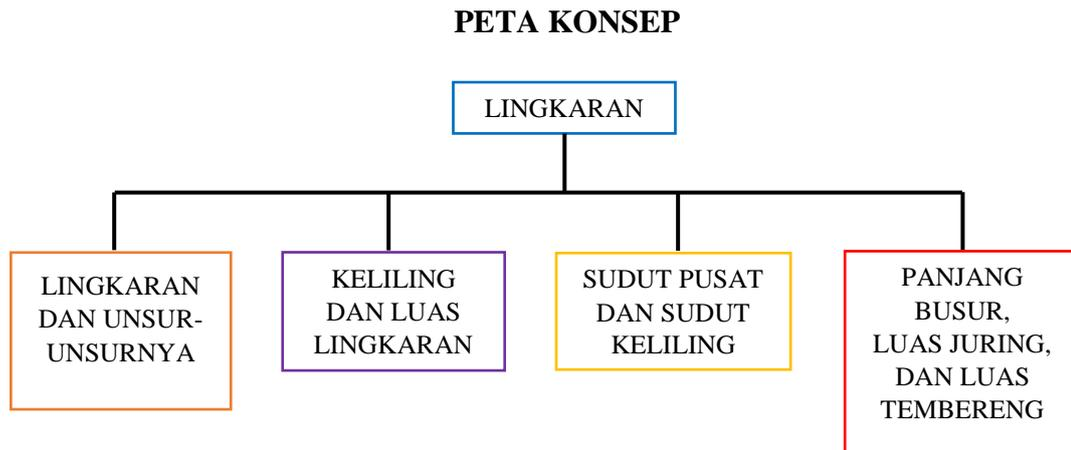 PETA KONSEP
LINGKARAN
LINGKARAN
DAN UNSUR-
UNSURNYA
KELILING
DAN LUAS
LINGKARAN
SUDUT PUSAT
DAN SUDUT
KELILING
PANJANG
BUSUR,
LUAS JURING,
DAN LUAS
TEMBERENG